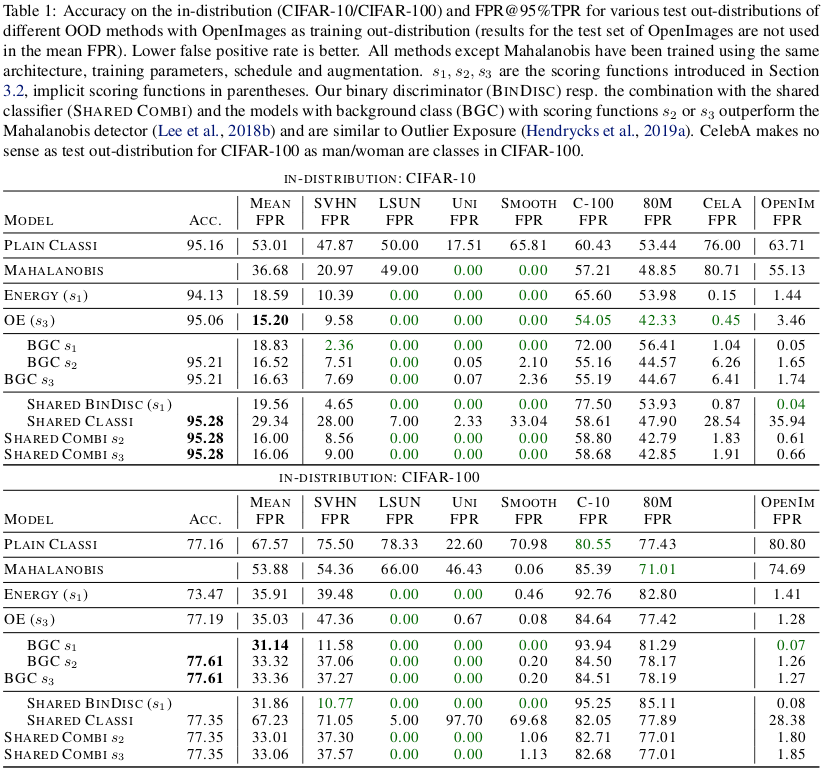 Table 1: Accuracy on the in-distribution (CIFAR-10/CIFAR-100) and FPR@95%TPR for various test out-distributions of
different OOD methods with OpenImages as training out-distribution (results for the test set of OpenImages are not used
in the mean FPR). Lower false positive rate is better. All methods except Mahalanobis have been trained using the same
architecture, training parameters, schedule and augmentation. s₁, s₂, s₃ are the scoring functions introduced in Section
3.2, implicit scoring functions in parentheses. Our binary discriminator (BINDISC) resp. the combination with the shared
classifier (SHARED COMBI) and the models with background class (BGC) with scoring functions s₂ or s₃ outperform the
Mahalanobis detector (Lee et al., 2018b) and are similar to Outlier Exposure (Hendrycks et al., 2019a). CelebA makes no
sense as test out-distribution for CIFAR-100 as man/woman are classes in CIFAR-100.
IN-DISTRIBUTION: CIFAR-10
MEAN SVHN LSUN UNI SMOOTH C-100 80M CELA OPENIM
MODEL ACC. FPR FPR FPR FPR FPR FPR FPR FPR FPR
PLAIN CLASSI 95.16 53.01 47.87 50.00 17.51 65.81 60.43 53.44 76.00 63.71
MAHALANOBIS 36.68 20.97 49.00 0.00 0.00 57.21 48.85 80.71 55.13
ENERGY (s₁) 94.13 18.59 10.39 0.00 0.00 0.00 65.60 53.98 0.15 1.44
OE (s₃) 95.06 15.20 9.58 0.00 0.00 0.00 54.05 42.33 0.45 3.46
BGC s₁ 18.83 2.36 0.00 0.00 0.00 72.00 56.41 1.04 0.05
BGC s₂ 95.21 16.52 7.51 0.00 0.05 2.10 55.16 44.57 6.26 1.65
BGC s₃ 95.21 16.63 7.69 0.00 0.07 2.36 55.19 44.67 6.41 1.74
SHARED BINDISC (s₁) 19.56 4.65 0.00 0.00 0.00 77.50 53.93 0.87 0.04
SHARED CLASSI 95.28 29.34 28.00 7.00 2.33 33.04 58.61 47.90 28.54 35.94
SHARED COMBI s₂ 95.28 16.00 8.56 0.00 0.00 0.00 58.80 42.79 1.83 0.61
SHARED COMBI s₃ 95.28 16.06 9.00 0.00 0.00 0.00 58.68 42.85 1.91 0.66
IN-DISTRIBUTION: CIFAR-100
MEAN SVHN LSUN UNI SMOOTH C-10 80M OPENIM
MODEL ACC. FPR FPR FPR FPR FPR FPR FPR FPR
PLAIN CLASSI 77.16 67.57 75.50 78.33 22.60 70.98 80.55 77.43 80.80
MAHALANOBIS 53.88 54.36 66.00 46.43 0.06 85.39 71.01 74.69
ENERGY (s₁) 73.47 35.91 39.48 0.00 0.00 0.46 92.76 82.80 1.41
OE (s₃) 77.19 35.03 47.36 0.00 0.67 0.08 84.64 77.42 1.28
BGC s₁ 31.14 11.58 0.00 0.00 0.00 93.94 81.29 0.07
BGC s₂ 77.61 33.32 37.06 0.00 0.00 0.20 84.50 78.17 1.26
BGC s₃ 77.61 33.36 37.27 0.00 0.00 0.20 84.51 78.19 1.27
SHARED BINDISC (s₁) 31.86 10.77 0.00 0.00 0.00 95.25 85.11 0.08
SHARED CLASSI 77.35 67.23 71.05 5.00 97.70 69.68 82.05 77.89 28.38
SHARED COMBI s₂ 77.35 33.01 37.30 0.00 0.00 1.06 82.71 77.01 1.80
SHARED COMBI s₃ 77.35 33.06 37.57 0.00 0.00 1.13 82.68 77.01 1.85